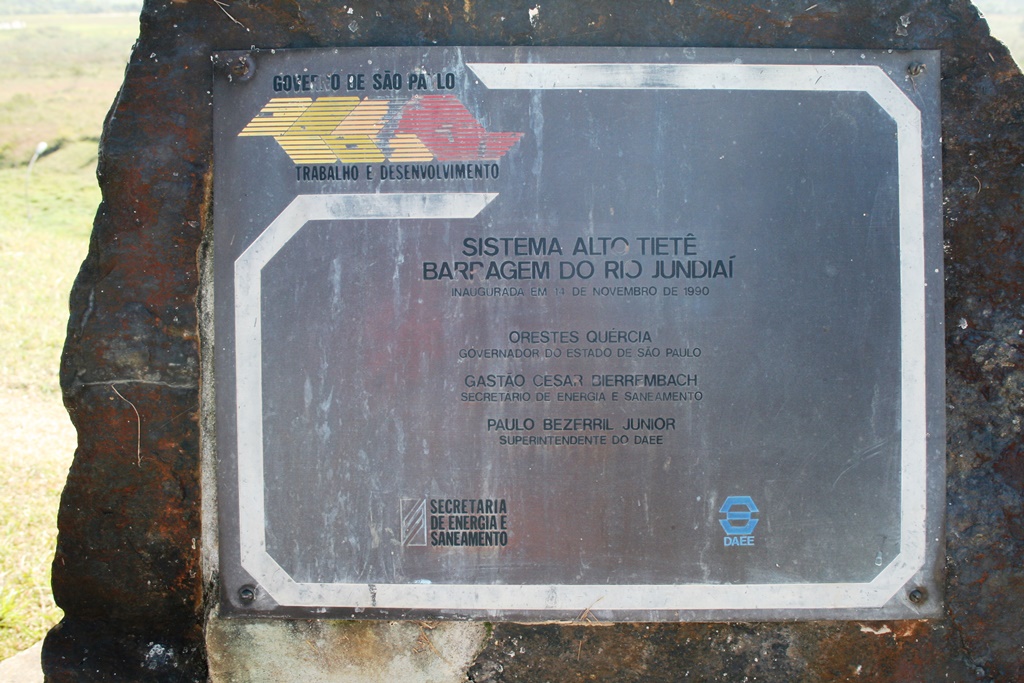 GOVERNO DE SÃO PAULO
TRABALHO E DESENVOLVIMENTO
SISTEMA ALTO TIETÊ
BARRAGEM DO RIO JUNDIAÍ
INAUGURADA EM 14 DE NOVEMBRO DE 1990
ORESTES QUÉRCIA
GOVERNADOR DO ESTADO DE SÃO PAULO
GASTÃO CESAR BIERREMBACH
SECRETÁRIO DE ENERGIA E SANEAMENTO
PAULO BEZERRIL JUNIOR
SUPERINTENDENTE DO DAEE
SECRETARIA
DE ENERGIA E
SANEAMENTO
DAEE